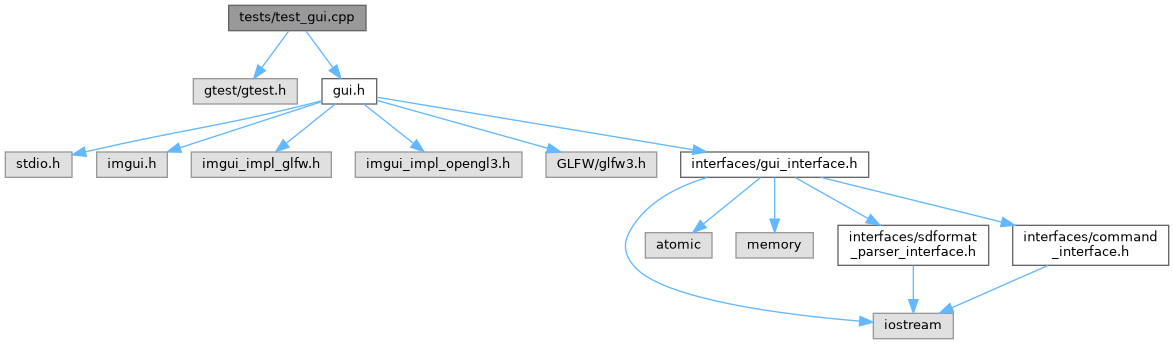 tests/test_gui.cpp
gtest/gtest.h
gui.h
stdio.h
imgui.h
imgui_impl_glfw.h
imgui_impl_opengl3.h
GLFW/glfw3.h
interfaces/gui_interface.h
atomic
memory
interfaces/sdformat
_parser_interface.h
interfaces/command
_interface.h
iostream